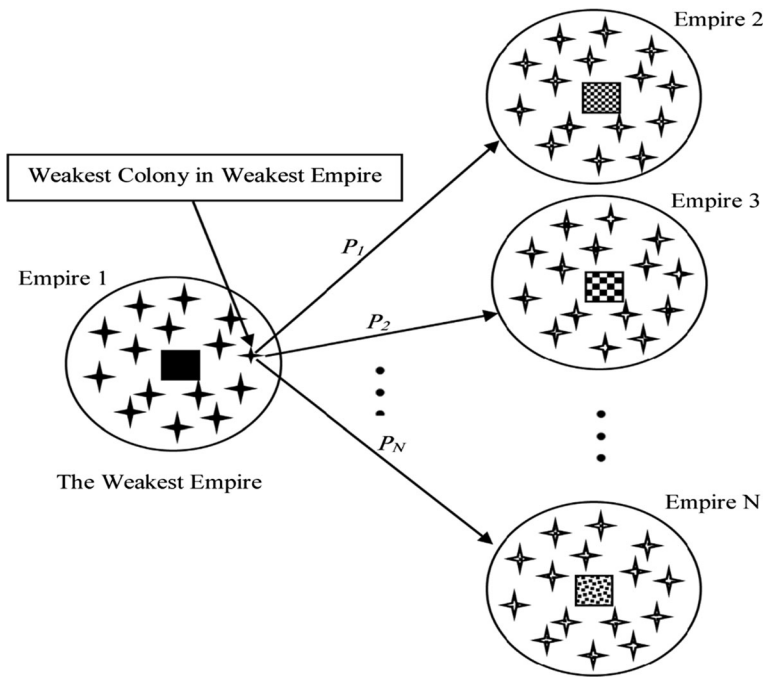 Empire 2
Weakest Colony in Weakest Empire
Empire 3
P1
Empire 1
P2
PN
The Weakest Empire
Empire N